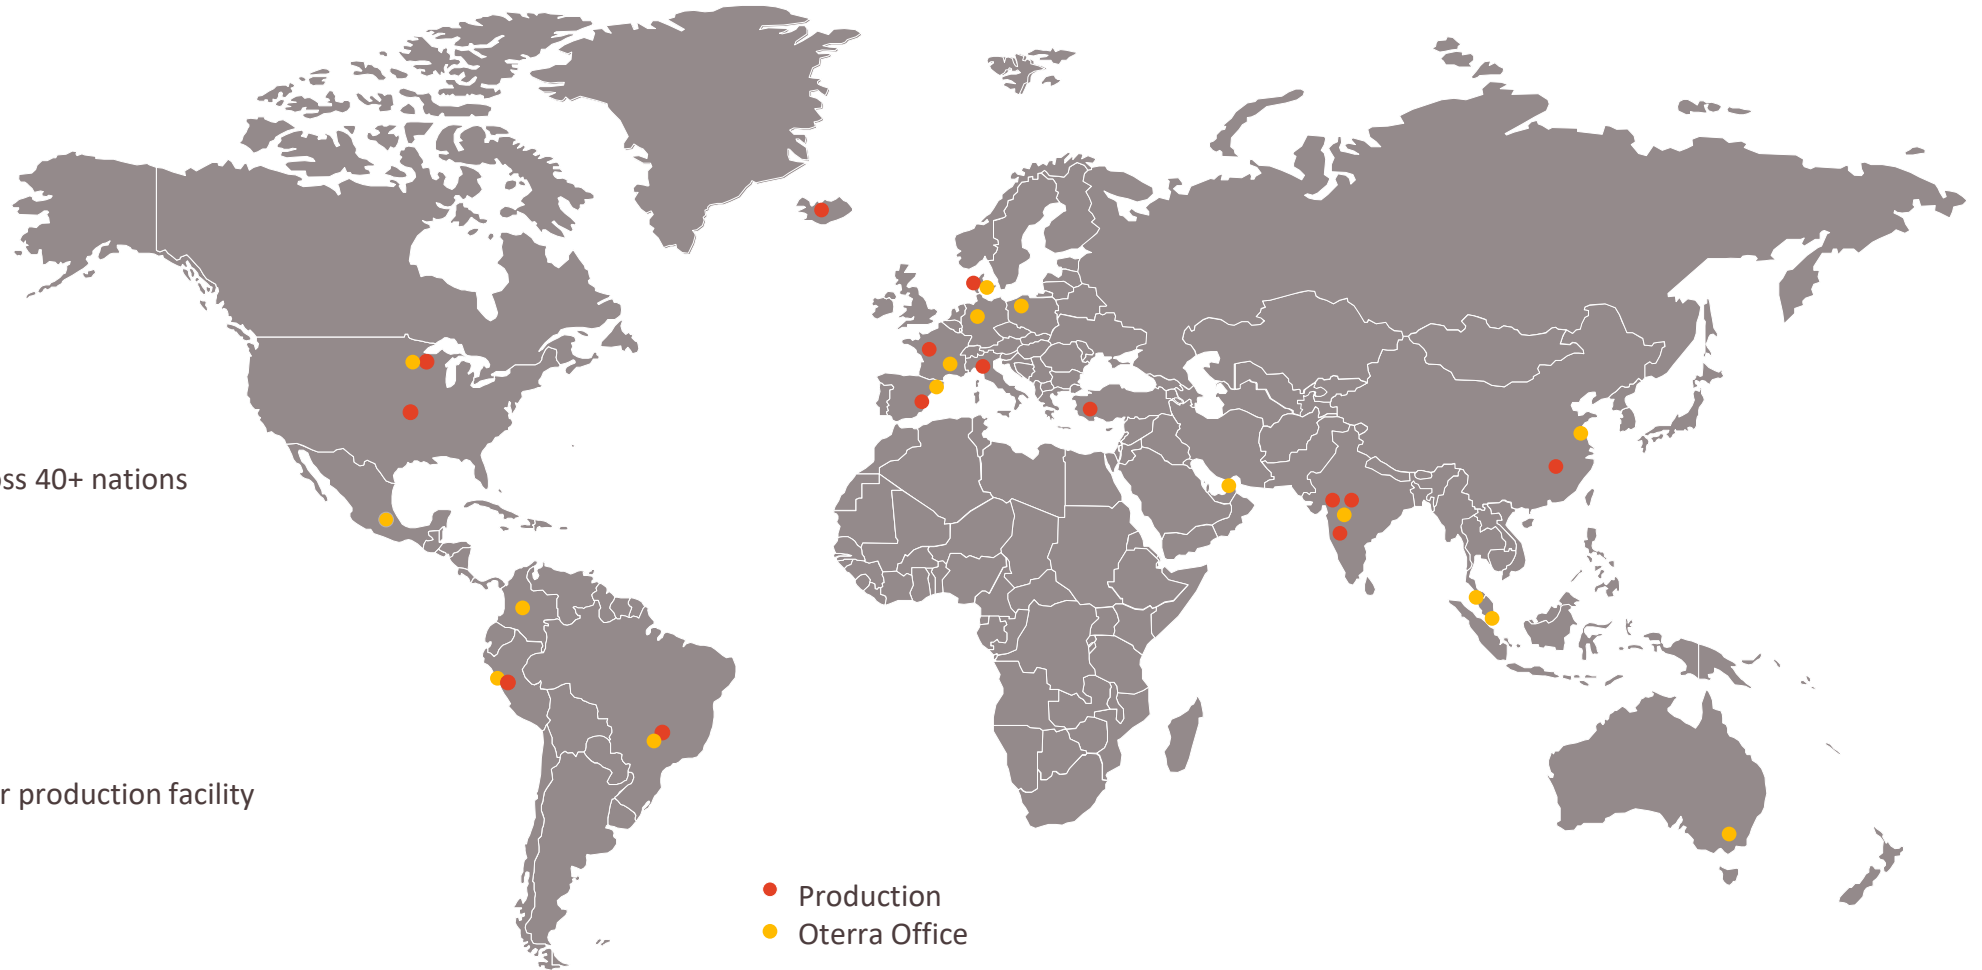 ss 40+ nations
r production facility
Production
Oterra Office